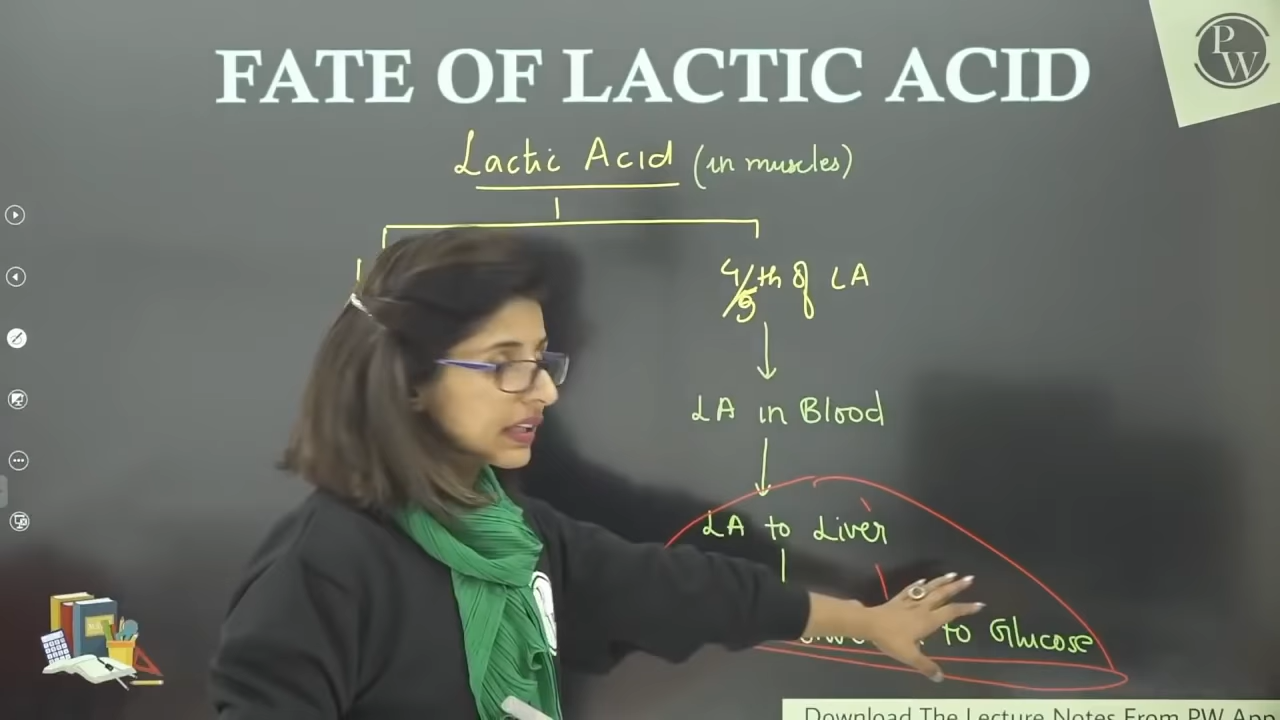 PW
FATE OF LACTIC ACID
Lactic Acid (in muscles)
4/5th of LA
LA in Blood
LA to Liver
to Glucose
Download The Lecture Notes From PW App